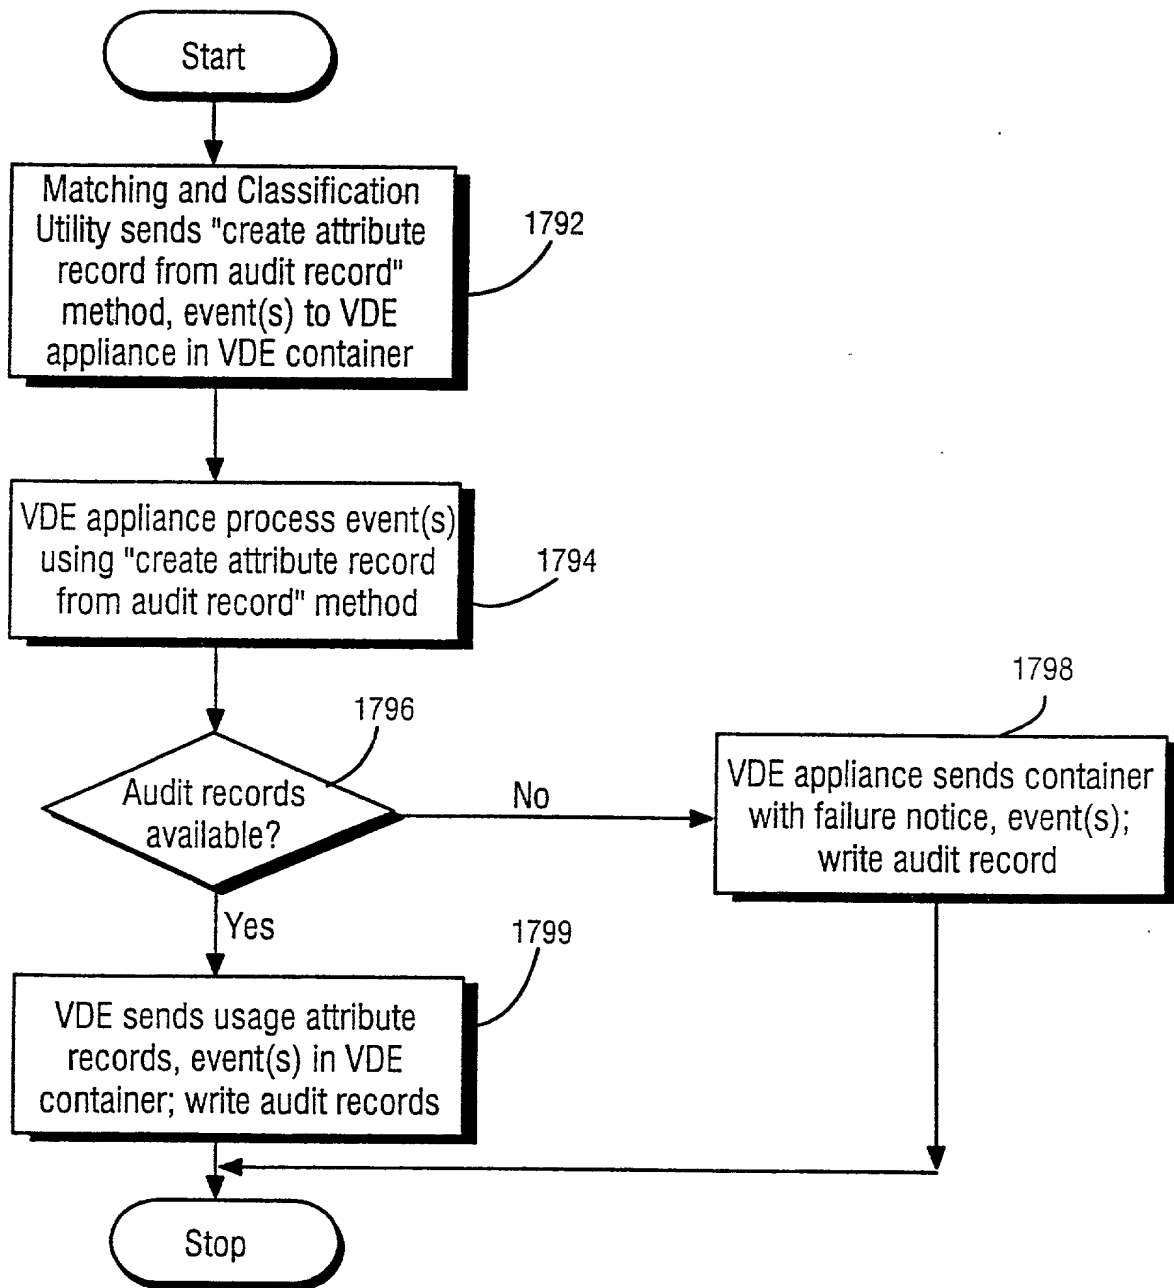 Start
Matching and Classification
Utility sends "create attribute
record from audit record"
method, event(s) to VDE
appliance in VDE container
1792
VDE appliance process event(s)
using "create attribute record
from audit record" method
1794
1796
Audit records
available?
No
1798
VDE appliance sends container
with failure notice, event(s);
write audit record
Yes
1799
VDE sends usage attribute
records, event(s) in VDE
container; write audit records
Stop